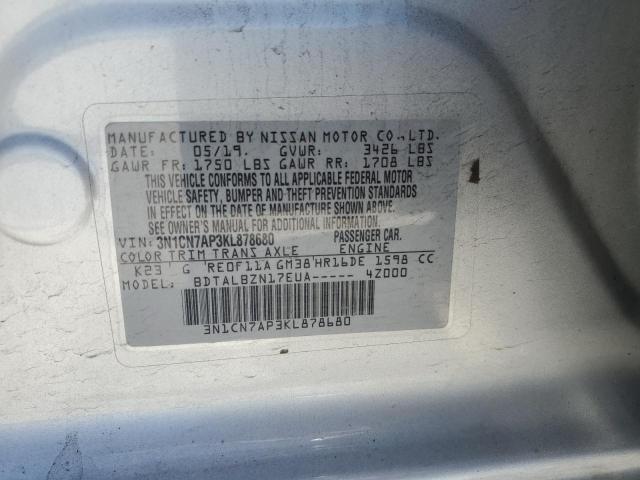 MANUFACTURED BY NISSAN MOTOR CO.,LTD.
DATE: 05/19. GVWR: 3426 LBS
GAWR FR: 1750 LBS GAWR RR: 1708 LBS
THIS VEHICLE CONFORMS TO ALL APPLICABLE FEDERAL MOTOR
VEHICLE SAFETY, BUMPER AND THEFT PREVENTION STANDARDS
IN EFFECT ON THE DATE OF MANUFACTURE SHOWN ABOVE.
SEE OWNER'S MANUAL FOR ADDITIONAL INFORMATION.
VIN: 3N1CN7AP3KL878680 PASSENGER CAR.
COLOR TRIM TRANS AXLE ENGINE
K23 G RE0F11A GM38 HR16DE 1598 CC
MODEL: BDTALBZN17EUA----- 4Z000
3N1CN7AP3KL878680